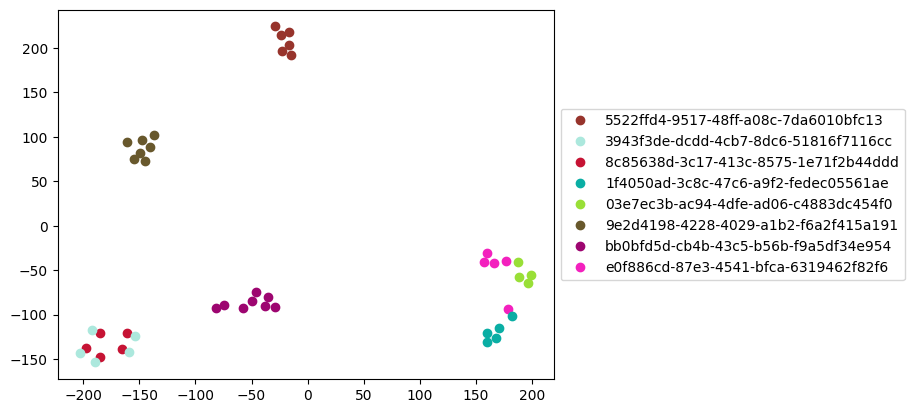 200
150
100
50
0
−50
−100
−150
−200
−150
−100
−50
0
50
100
150
200
5522ffd4-9517-48ff-a08c-7da6010bfc13
3943f3de-dcdd-4cb7-8dc6-51816f7116cc
8c85638d-3c17-413c-8575-1e71f2b44ddd
1f4050ad-3c8c-47c6-a9f2-fedec05561ae
03e7ec3b-ac94-4dfe-ad06-c4883dc454f0
9e2d4198-4228-4029-a1b2-f6a2f415a191
bb0bfd5d-cb4b-43c5-b56b-f9a5df34e954
e0f886cd-87e3-4541-bfca-6319462f82f6